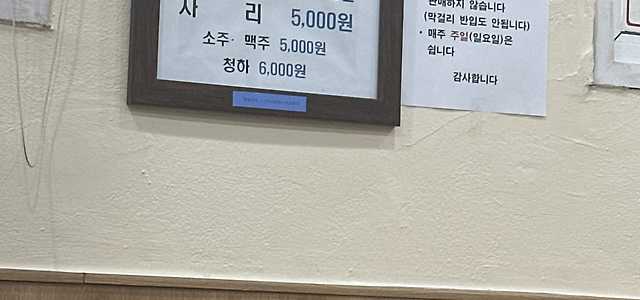 사 리 5,000원
소주· 맥주 5,000원
청하 6,000원
판매하지 않습니다
(막걸리 반입도 안됩니다)
• 매주 주일(일요일)은
쉽니다
감사합니다